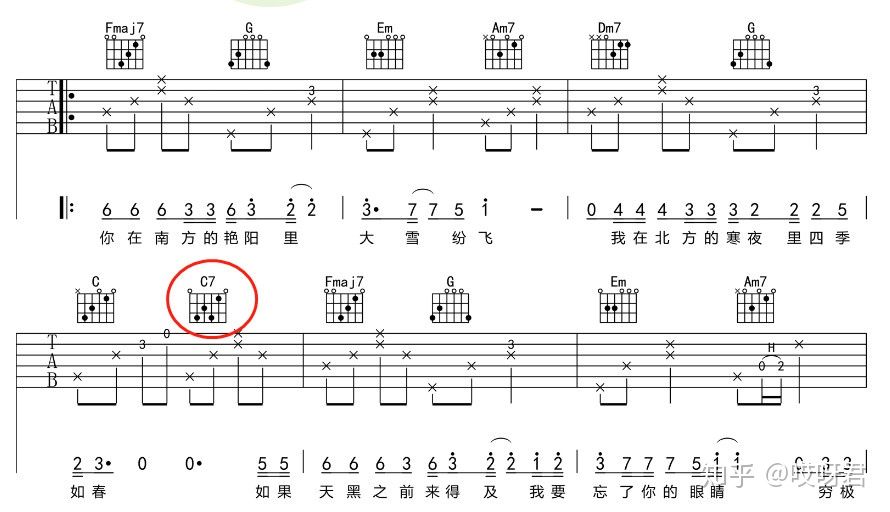 Fmaj7 G Em Am7 Dm7 G
T A B 3 3
6 6 6 3 3 6 3 2 2 3· 7 7 5 1 - 0 4 4 4 3 3 3 2 2 2 5
你在南方的艳阳里 大雪纷飞 我在北方的寒夜里四季
C C7 Fmaj7 G Em Am7
T A B 3 0 3 H 0 2
2 3· 0 0· 5 5 6 6 6 3 6 3 2 2 1 2 3 7 7 7 5 1 1 0 3 3
如春 如果 天黑之前来得及 我要 忘了你的眼睛 穷极
知乎 @哎呀君